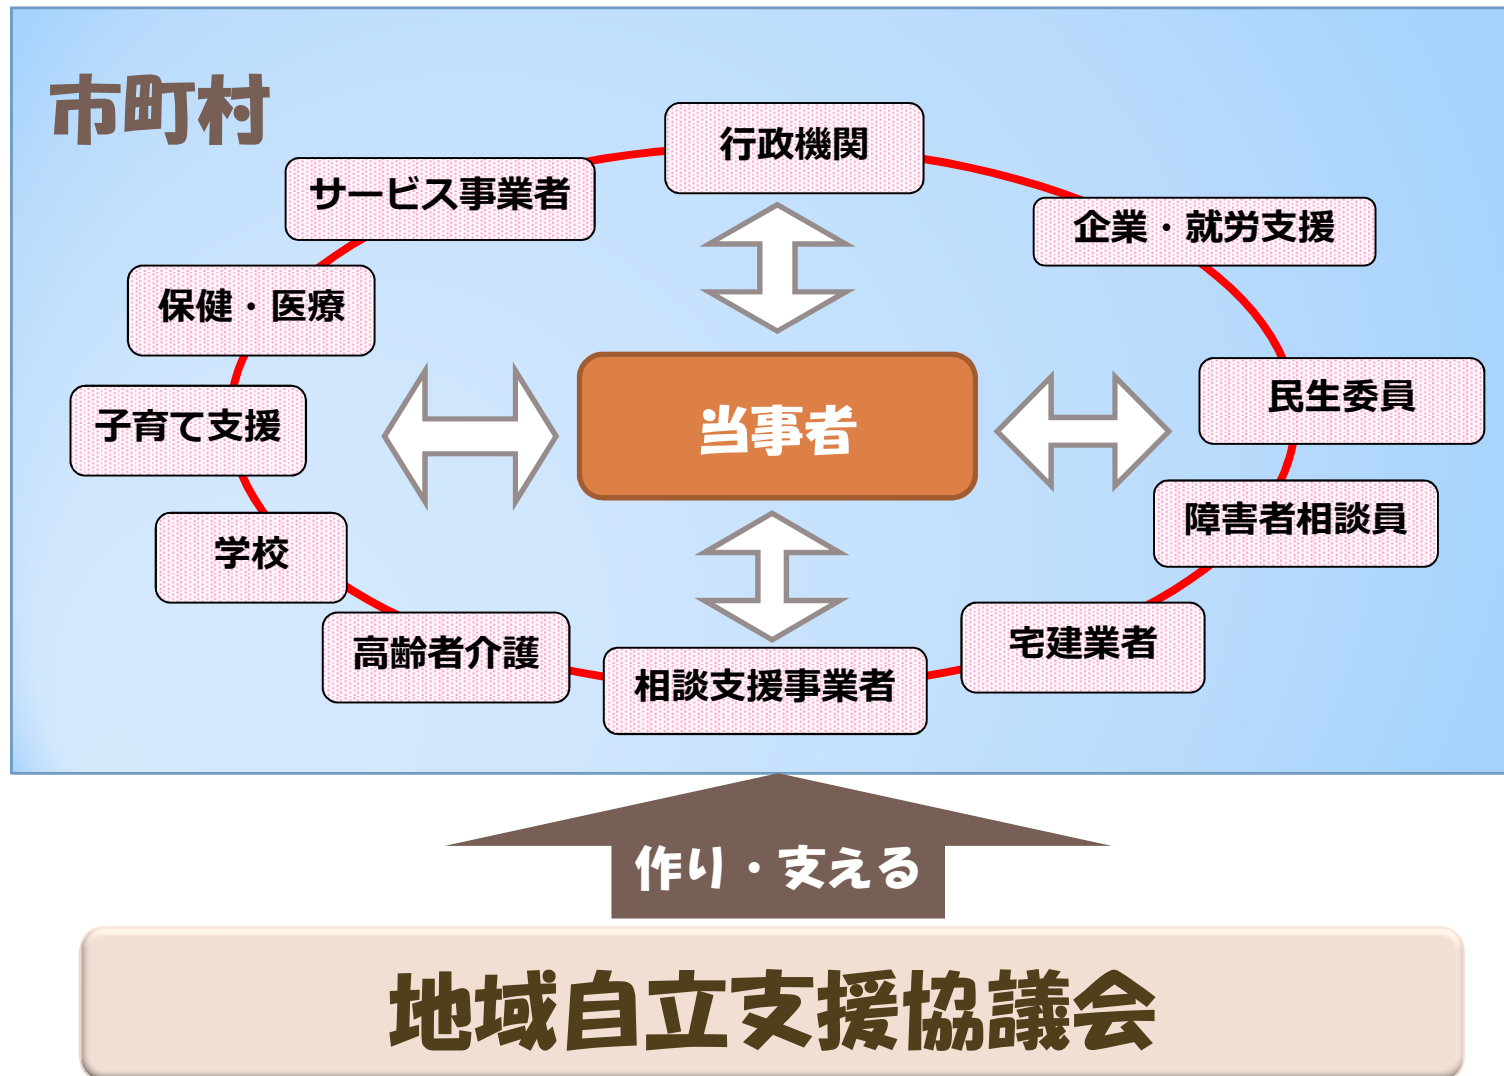 市町村
行政機関
サービス事業者
企業・就労支援
保健・医療
民生委員
子育て支援
当事者
障害者相談員
学校
宅建業者
高齢者介護
相談支援事業者
作り・支える
地域自立支援協議会